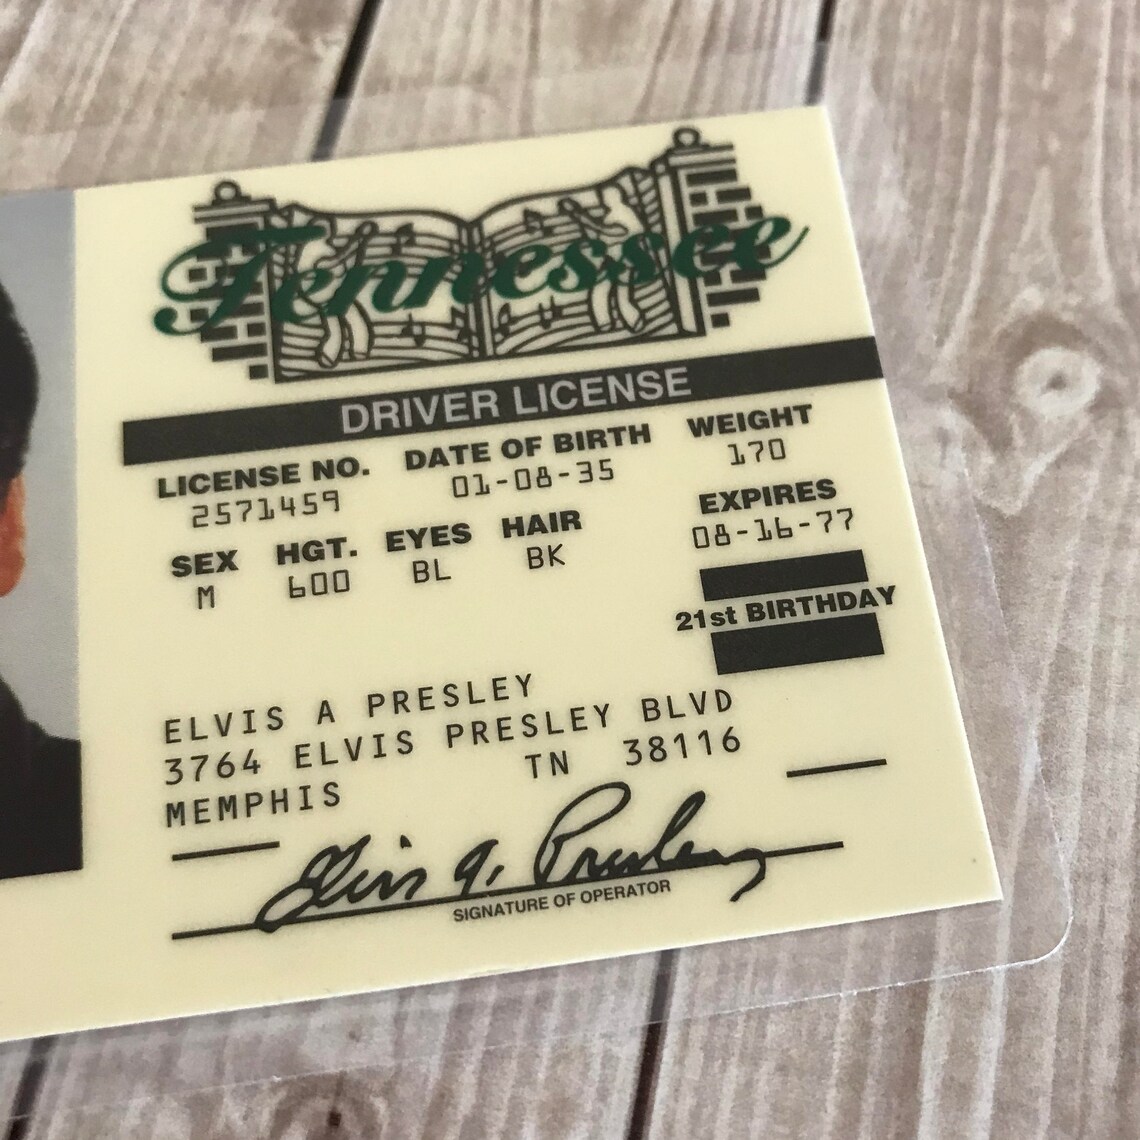 Tennessee
DRIVER LICENSE
LICENSE NO. DATE OF BIRTH WEIGHT
2571459 01-08-35 170
SEX HGT. EYES HAIR EXPIRES
M 600 BL BK 08-16-77
21st BIRTHDAY
ELVIS A PRESLEY
3764 ELVIS PRESLEY BLVD
MEMPHIS TN 38116
Elvis A. Presley
SIGNATURE OF OPERATOR